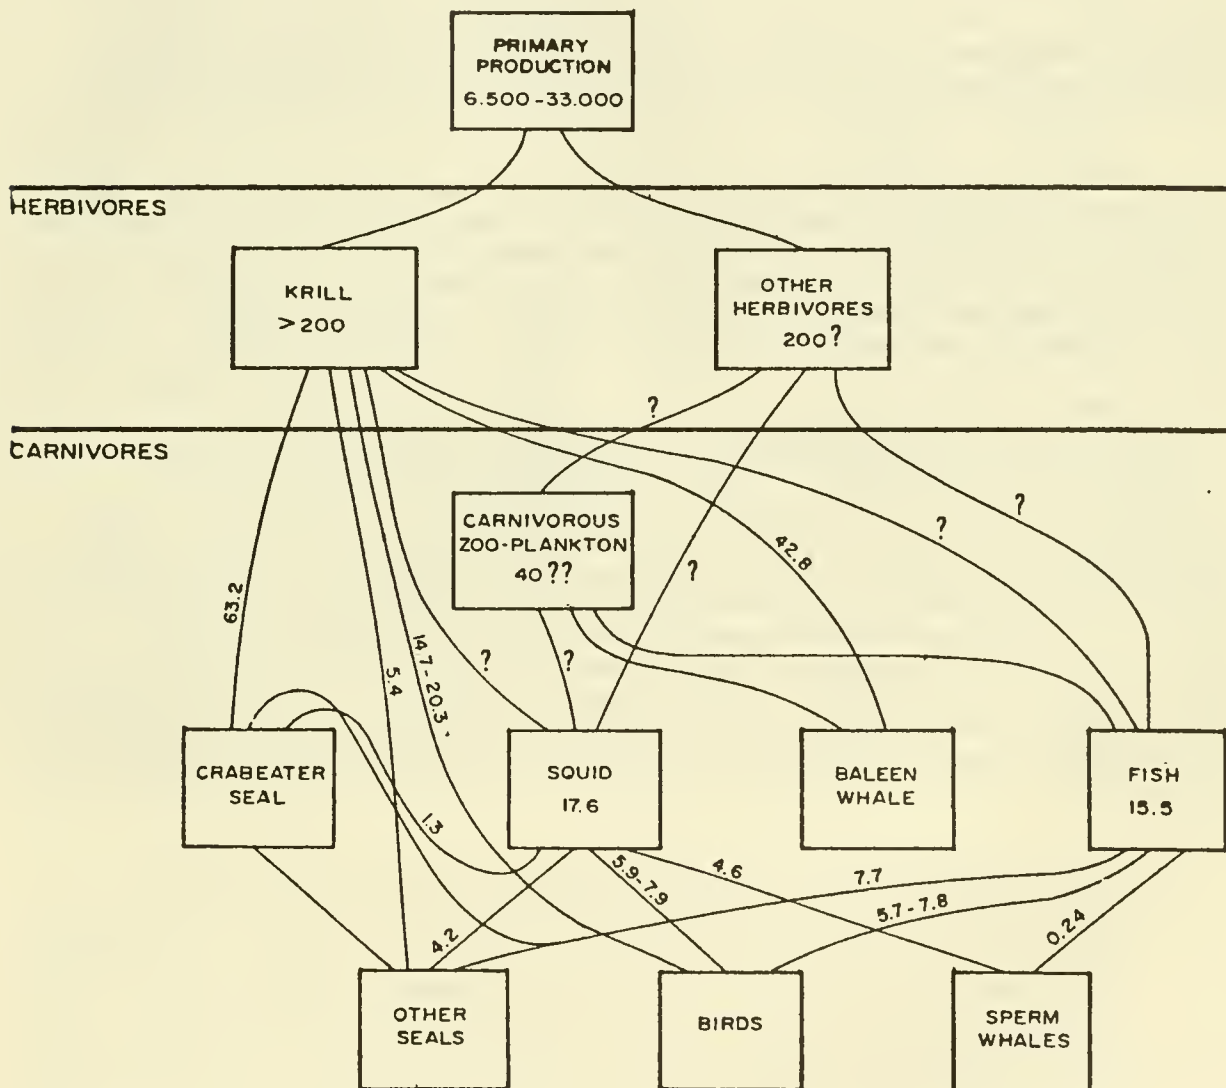 PRIMARY
PRODUCTION
6.500-33.000
HERBIVORES
KRILL
>200
OTHER
HERBIVORES
200?
?
CARNIVORES
CARNIVOROUS
ZOO-PLANKTON
40??
?
?
42.8
?
63.2
5.4
14.7-20.3
?
?
CRABEATER
SEAL
SQUID
17.6
BALEEN
WHALE
FISH
15.5
1.3
5.9-7.9
4.6
7.7
5.7-7.8
4.2
0.24
OTHER
SEALS
BIRDS
SPERM
WHALES